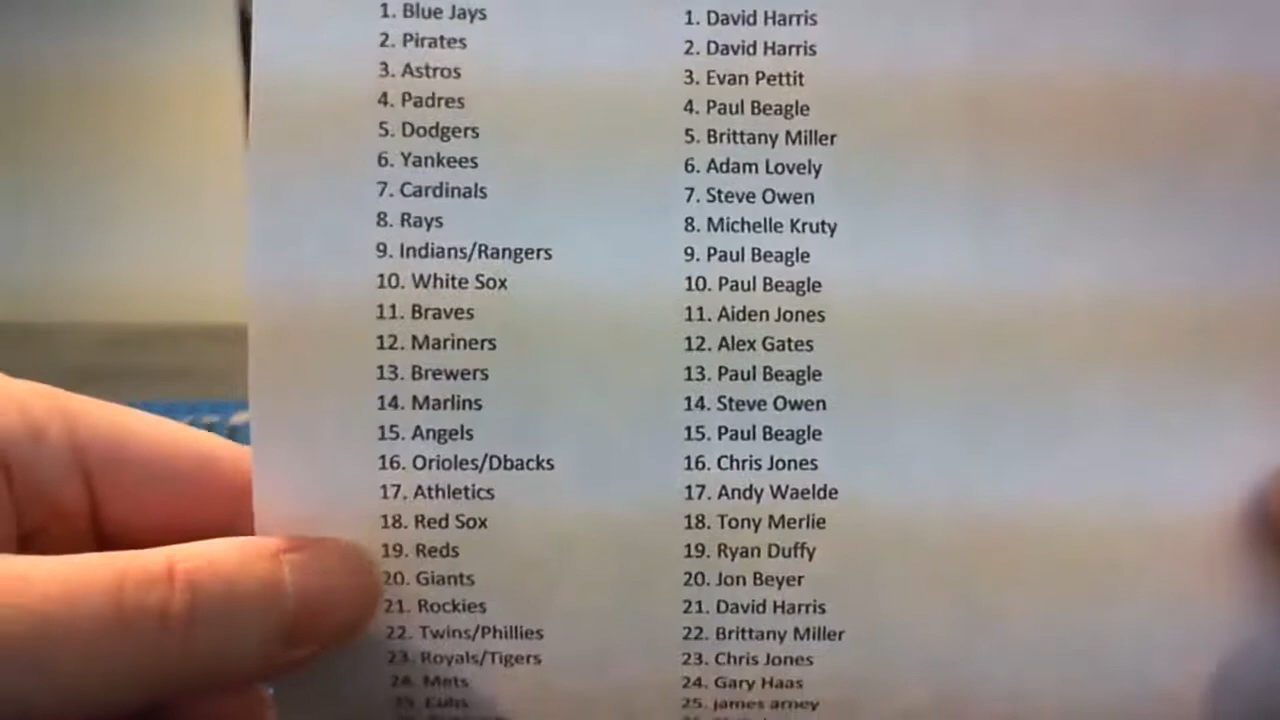 1. Blue Jays
2. Pirates
3. Astros
4. Padres
5. Dodgers
6. Yankees
7. Cardinals
8. Rays
9. Indians/Rangers
10. White Sox
11. Braves
12. Mariners
13. Brewers
14. Marlins
15. Angels
16. Orioles/Dbacks
17. Athletics
18. Red Sox
19. Reds
20. Giants
21. Rockies
22. Twins/Phillies
23. Royals/Tigers
24. Mets
25. Cubs
1. David Harris
2. David Harris
3. Evan Pettit
4. Paul Beagle
5. Brittany Miller
6. Adam Lovely
7. Steve Owen
8. Michelle Kruty
9. Paul Beagle
10. Paul Beagle
11. Aiden Jones
12. Alex Gates
13. Paul Beagle
14. Steve Owen
15. Paul Beagle
16. Chris Jones
17. Andy Waelde
18. Tony Merlie
19. Ryan Duffy
20. Jon Beyer
21. David Harris
22. Brittany Miller
23. Chris Jones
24. Gary Haas
25. james arney